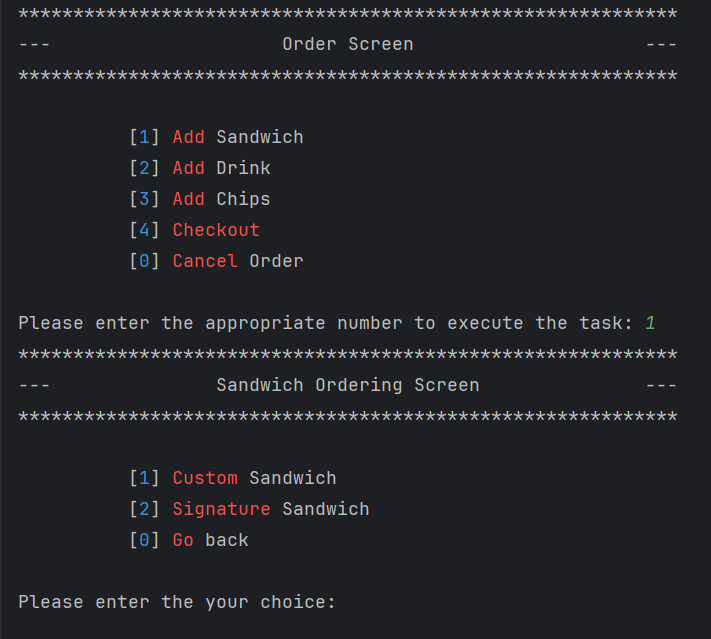 ************************************************************
---                     Order Screen                     ---
************************************************************
[1] Add Sandwich
[2] Add Drink
[3] Add Chips
[4] Checkout
[0] Cancel Order
Please enter the appropriate number to execute the task: 1
************************************************************
---               Sandwich Ordering Screen               ---
************************************************************
[1] Custom Sandwich
[2] Signature Sandwich
[0] Go back
Please enter the your choice: